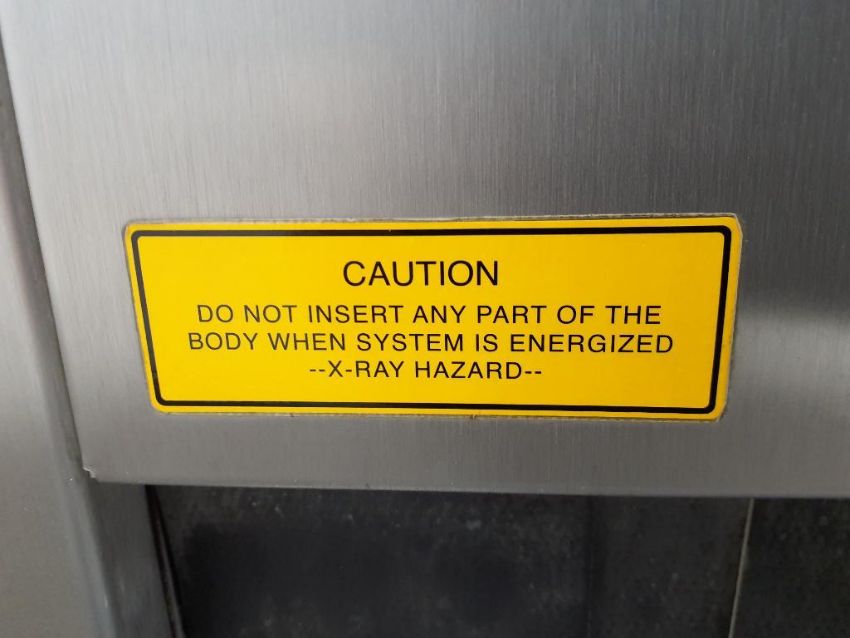 CAUTION
DO NOT INSERT ANY PART OF THE
BODY WHEN SYSTEM IS ENERGIZED
--X-RAY HAZARD--